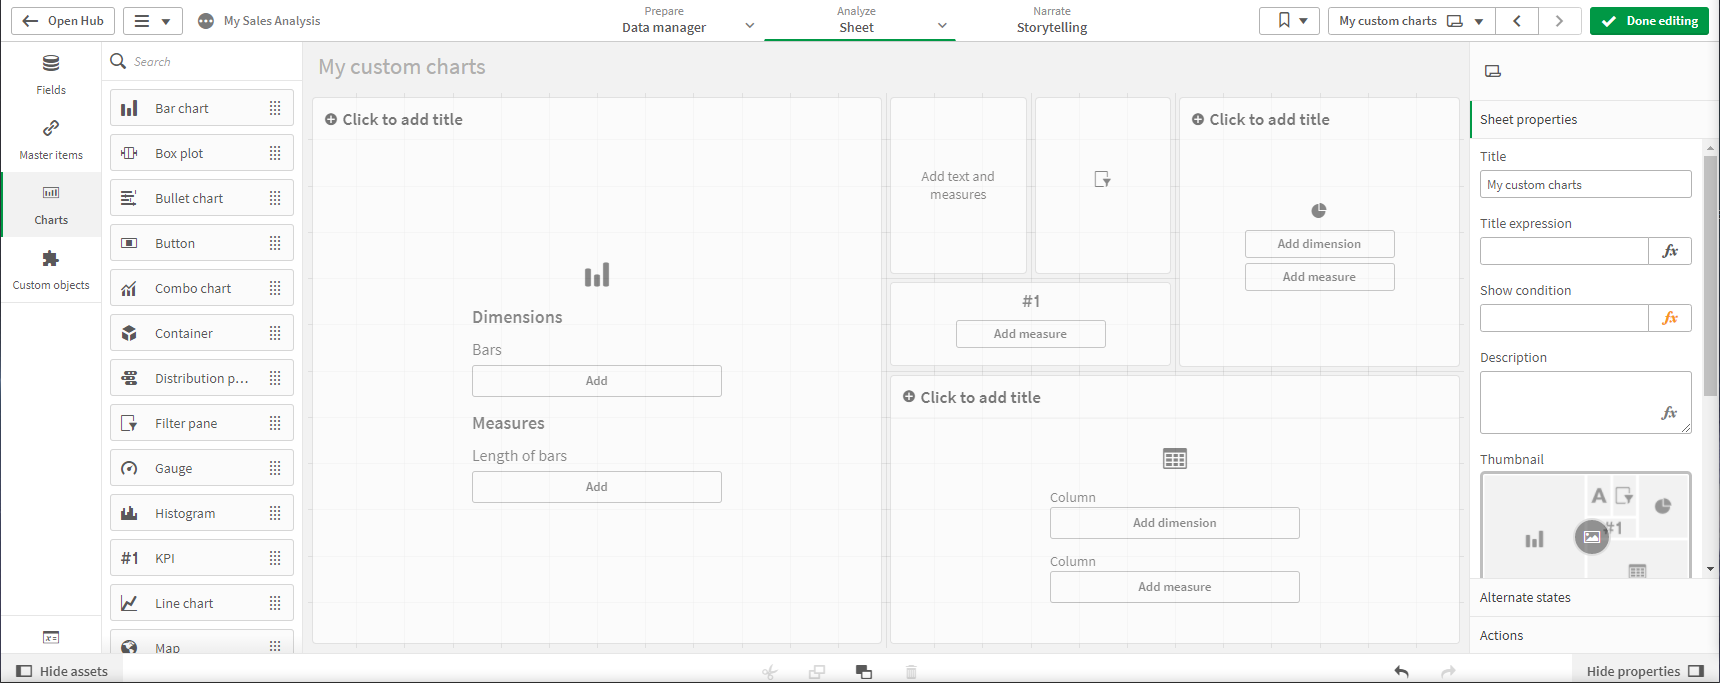 Open Hub
My Sales Analysis
Prepare
Data manager
Analyze
Sheet
Narrate
Storytelling
My custom charts
Done editing
Fields
Master items
Charts
Custom objects
Search
Bar chart
Box plot
Bullet chart
Button
Combo chart
Container
Distribution p...
Filter pane
Gauge
Histogram
#1 KPI
Line chart
Map
My custom charts
Click to add title
Dimensions
Bars
Add
Measures
Length of bars
Add
Add text and
measures
#1
Add measure
Click to add title
Add dimension
Add measure
Click to add title
Column
Add dimension
Column
Add measure
Sheet properties
Title
My custom charts
Title expression
fx
Show condition
fx
Description
fx
Thumbnail
A
#1
Alternate states
Actions
x=
Hide assets
Hide properties